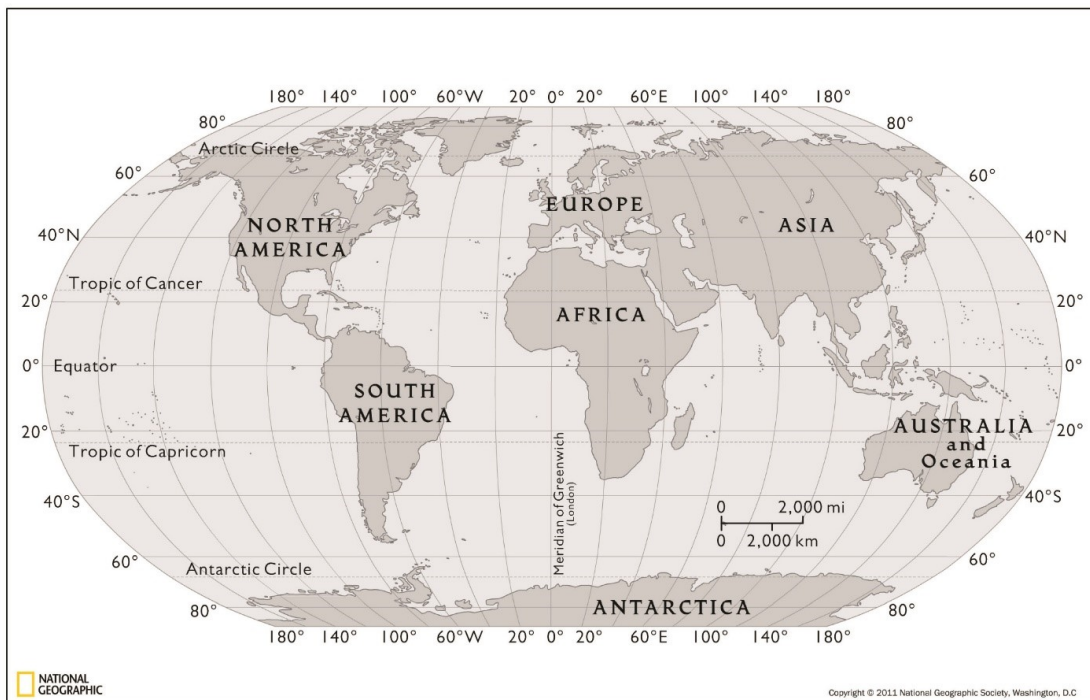 180° 140° 100° 60°W 20° 0° 20° 60°E 100° 140° 180°
80° 80°
Arctic Circle
60° 60°
EUROPE
NORTH
AMERICA
ASIA
40°N 40°N
Tropic of Cancer
20° 20°
AFRICA
Equator
0° 0°
SOUTH
AMERICA
AUSTRALIA
and
Oceania
20° 20°
Tropic of Capricorn
Meridian of Greenwich
(London)
40°S 40°S
0 2,000 mi
0 2,000 km
60° 60°
Antarctic Circle
80° 80°
ANTARCTICA
180° 140° 100° 60°W 20° 0° 20° 60°E 100° 140° 180°
NATIONAL
GEOGRAPHIC
Copyright © 2011 National Geographic Society, Washington, D.C